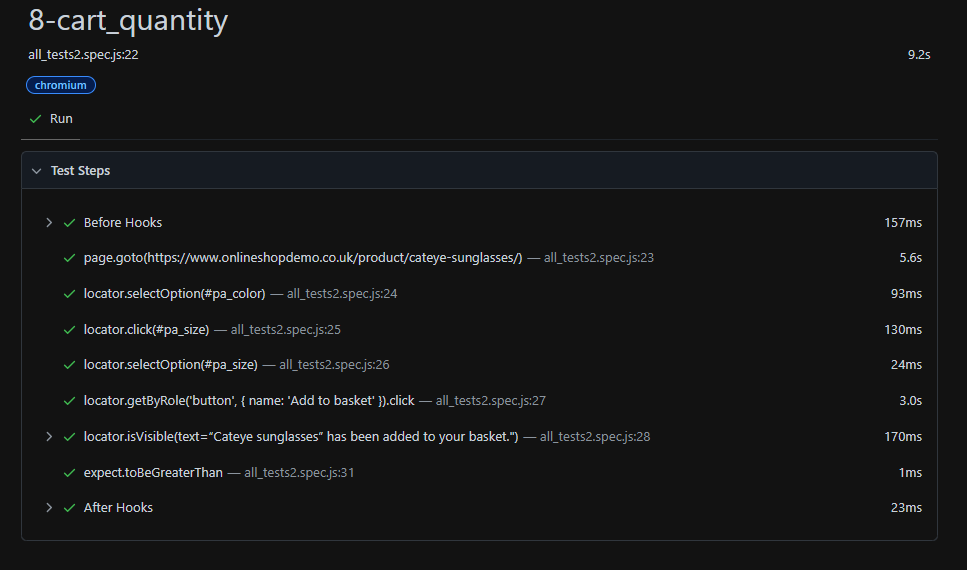 8-cart_quantity
all_tests2.spec.js:22 9.2s
chromium
Run
Test Steps
Before Hooks 157ms
page.goto(https://www.onlineshopdemo.co.uk/product/cateye-sunglasses/) — all_tests2.spec.js:23 5.6s
locator.selectOption(#pa_color) — all_tests2.spec.js:24 93ms
locator.click(#pa_size) — all_tests2.spec.js:25 130ms
locator.selectOption(#pa_size) — all_tests2.spec.js:26 24ms
locator.getByRole('button', { name: 'Add to basket' }).click — all_tests2.spec.js:27 3.0s
locator.isVisible(text=“Cateye sunglasses” has been added to your basket.") — all_tests2.spec.js:28 170ms
expect.toBeGreaterThan — all_tests2.spec.js:31 1ms
After Hooks 23ms